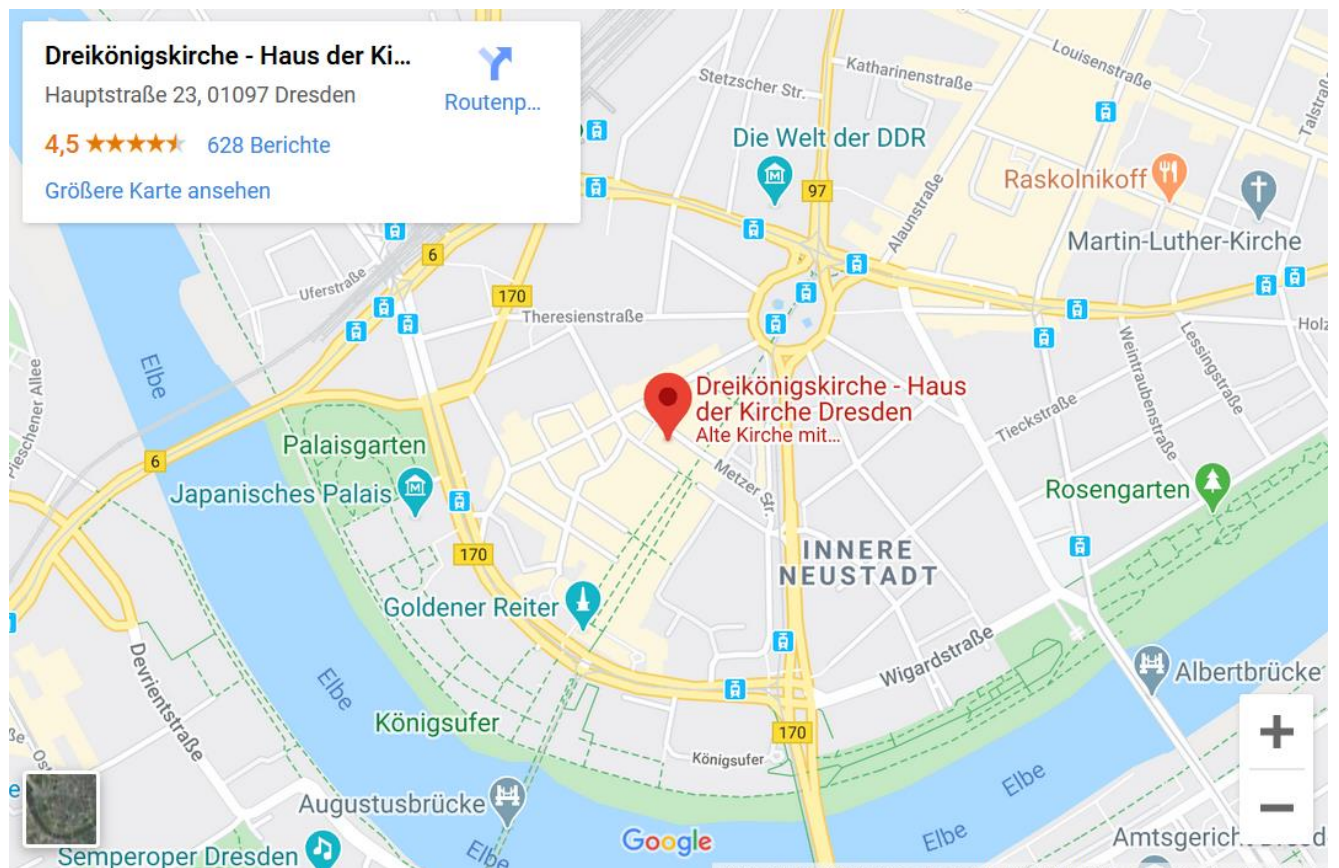 Dreikönigskirche - Haus der Ki...
Hauptstraße 23, 01097 Dresden
Routenp...
4,5
628 Berichte
Größere Karte ansehen
Stetzscher Str.
Katharinenstraße
Louisenstraße
Talstraße
Die Welt der DDR
97
Alaunstraße
Raskolnikoff
Martin-Luther-Kirche
6
Uferstraße
170
Theresienstraße
Holz
Elbe
Pieschener Allee
Weintraubenstraße
Lessingstraße
Dreikönigskirche - Haus
der Kirche Dresden
Alte Kirche mit...
Tieckstraße
Palaisgarten
6
Japanisches Palais
Metzer Str.
Rosengarten
170
INNERE
NEUSTADT
Goldener Reiter
Devrientstraße
Wigardstraße
Albertbrücke
Elbe
Königsufer
170
Königsufer
Elbe
Augustusbrücke
Google
Elbe
Semperoper Dresden
Elbe
Amtsgericht